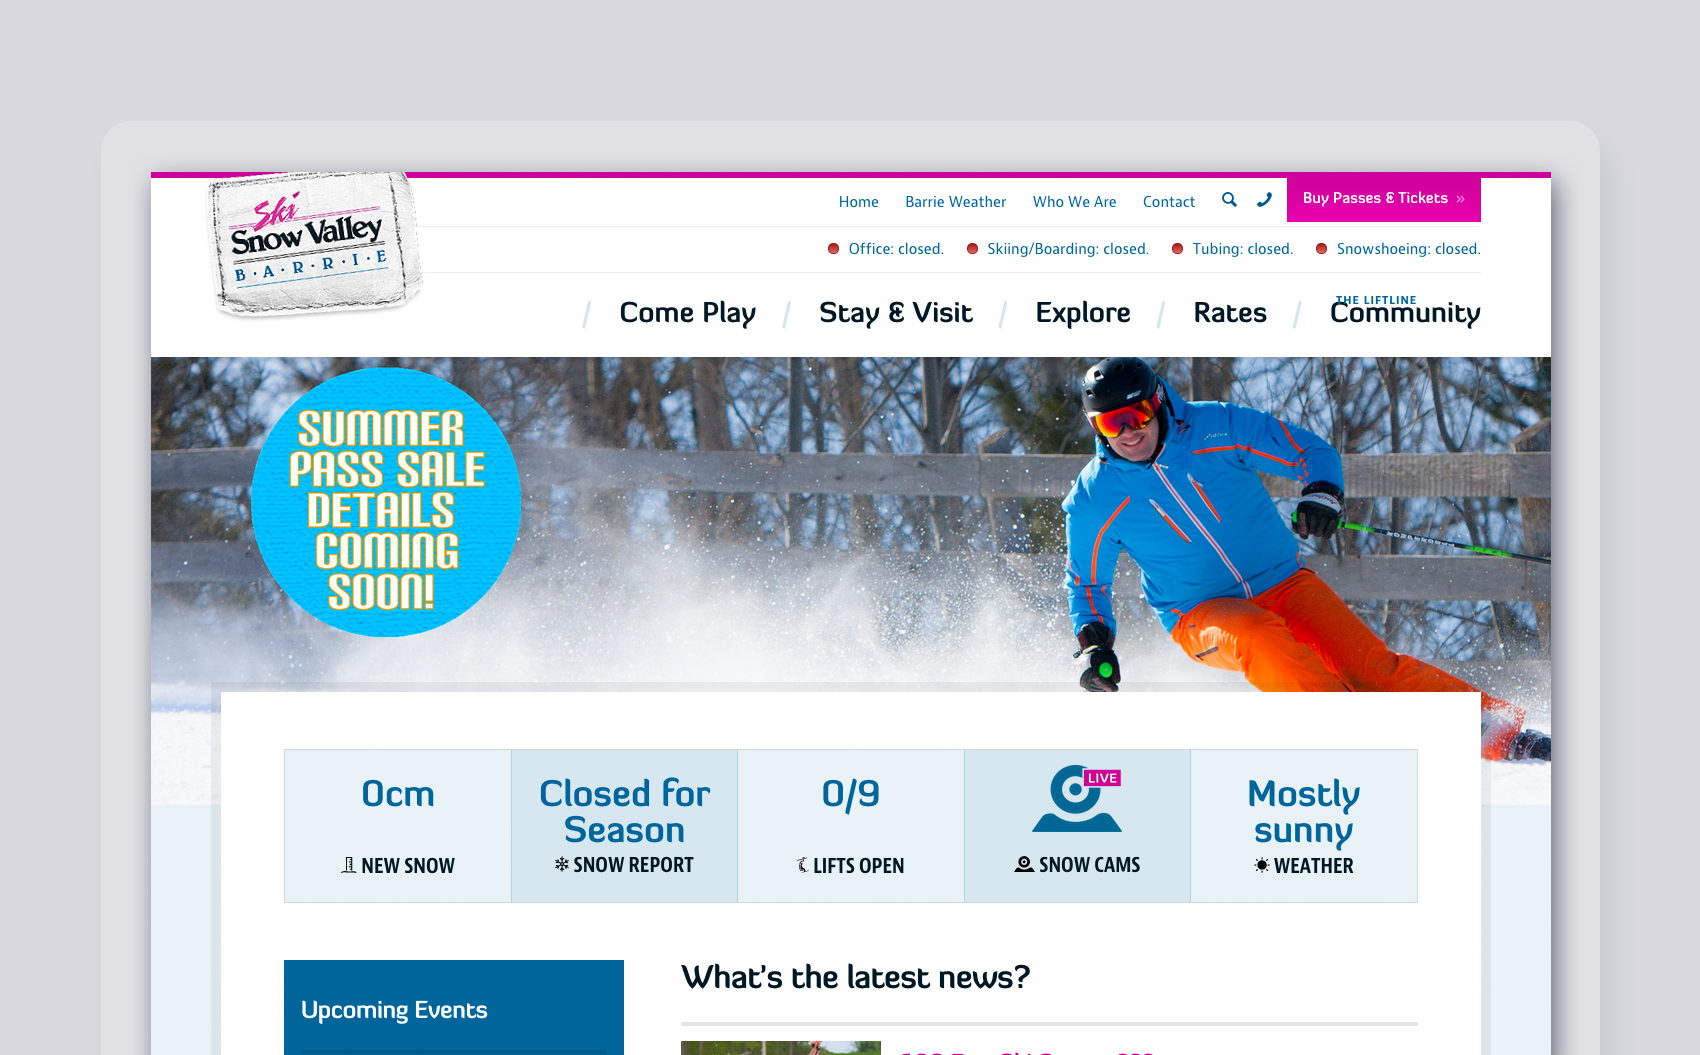 Ski
Snow Valley
B·A·R·R·I·E
Home Barrie Weather Who We Are Contact
Buy Passes & Tickets »
Office: closed. Skiing/Boarding: closed. Tubing: closed. Snowshoeing: closed.
THE LIFTLINE
Come Play / Stay & Visit / Explore / Rates / Community
SUMMER
PASS SALE
DETAILS
COMING
SOON!
0cm
NEW SNOW
Closed for
Season
SNOW REPORT
0/9
LIFTS OPEN
LIVE
SNOW CAMS
Mostly
sunny
WEATHER
Upcoming Events
What's the latest news?